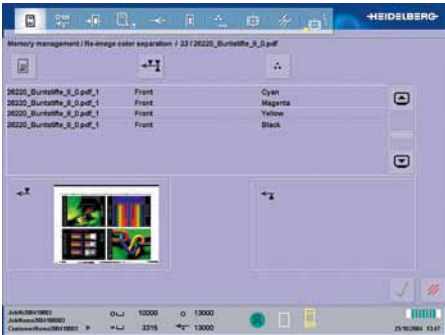 HEIDELBERG
Memory management / Re-image color separation / 23 / 26220_Buntstifte_8_0.pdf
26220_Buntstifte_8_0.pdf_1 Front Cyan
26220_Buntstifte_8_0.pdf_1 Front Magenta
26220_Buntstifte_8_0.pdf_1 Front Yellow
26220_Buntstifte_8_0.pdf_1 Front Black
10000 13000
3315 13000